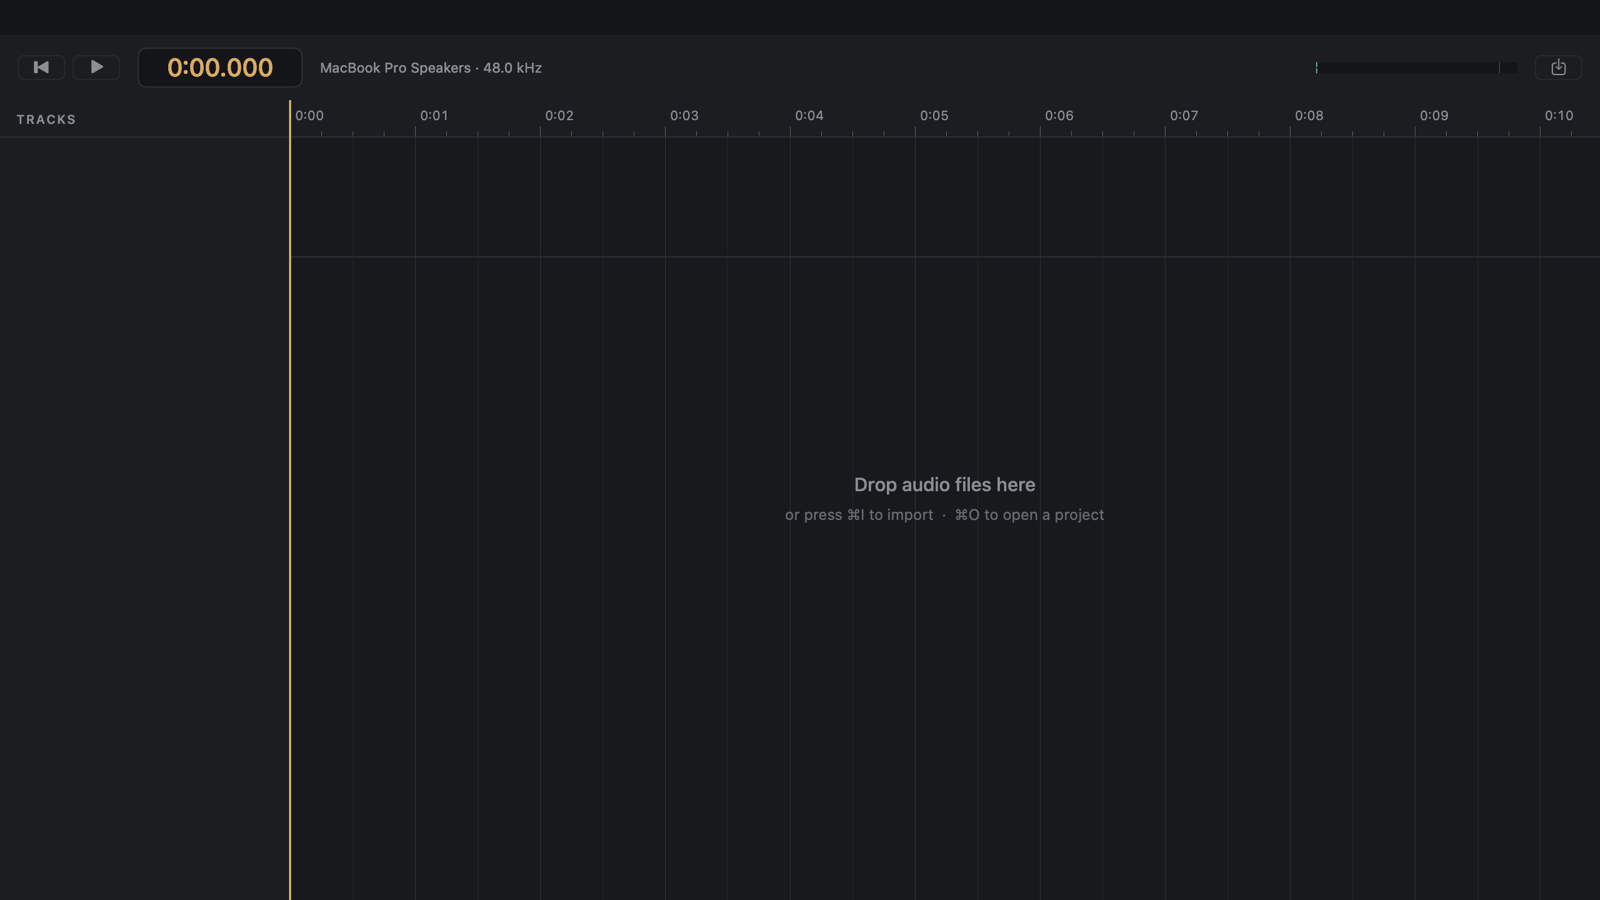 0:00.000
MacBook Pro Speakers · 48.0 kHz
TRACKS
0:00 0:01 0:02 0:03 0:04 0:05 0:06 0:07 0:08 0:09 0:10
Drop audio files here
or press ⌘I to import · ⌘O to open a project